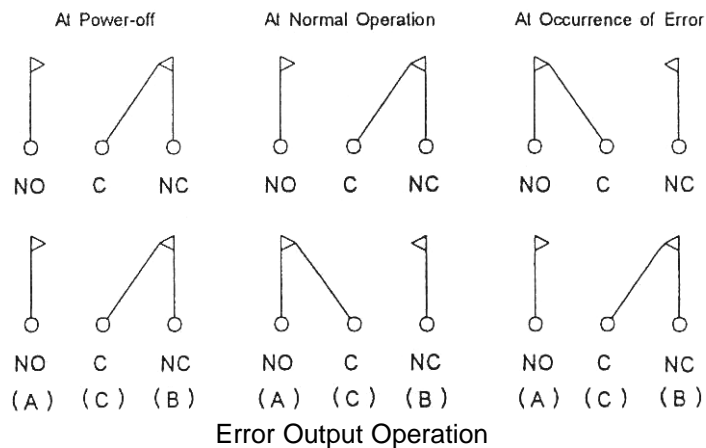 At Power-off At Normal Operation At Occurrence of Error
NO C NC NO C NC NO C NC
NO C NC NO C NC NO C NC
(A) (C) (B) (A) (C) (B) (A) (C) (B)
Error Output Operation